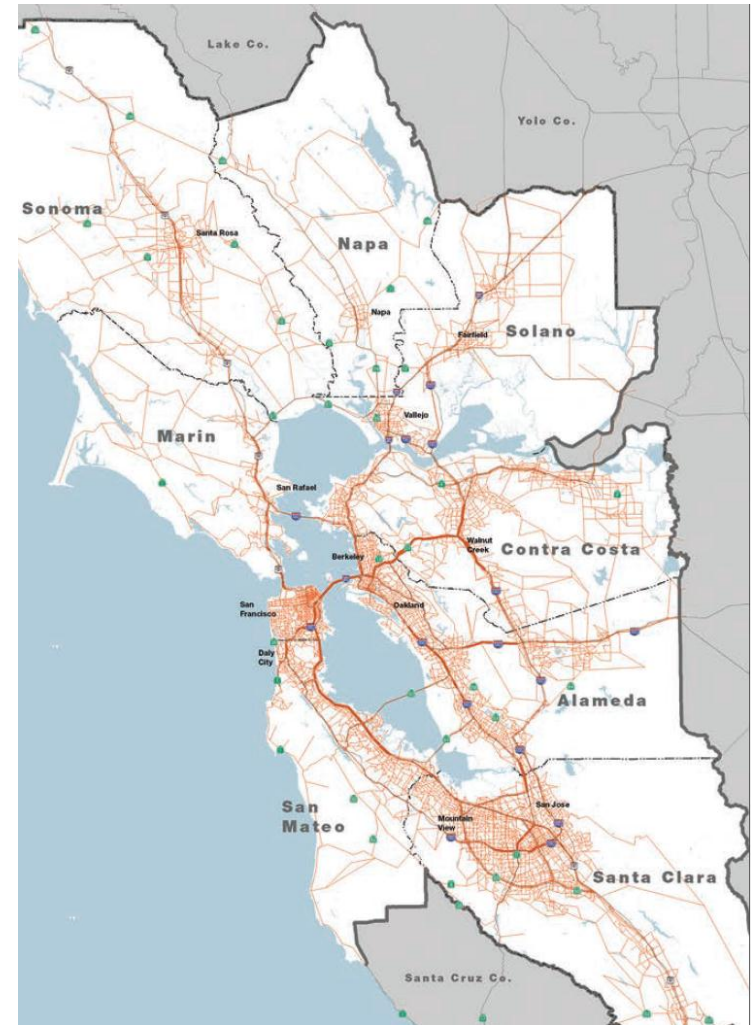 Lake Co.
Yolo Co.
Sonoma
Santa Rosa
Napa
Napa
Fairfield
Solano
Vallejo
Marin
San Rafael
Walnut
Creek
Contra Costa
Berkeley
Oakland
San
Francisco
Daly
City
Alameda
San
Mateo
Mountain
View
San Jose
Santa Clara
Santa Cruz Co.